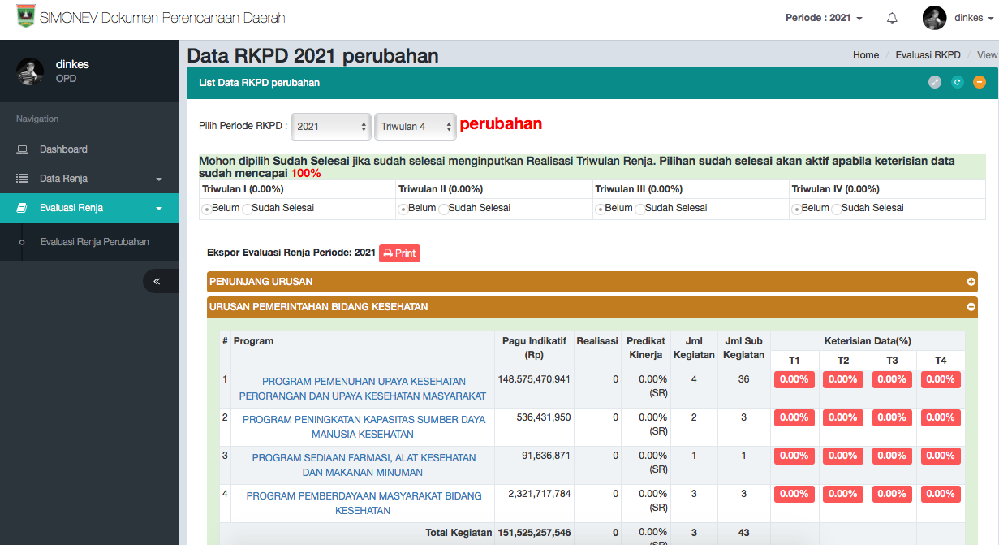 SIMONEV Dokumen Perencanaan Daerah
Periode : 2021
dinkes
dinkes
OPD
Navigation
Dashboard
Data Renja
Evaluasi Renja
Evaluasi Renja Perubahan
Data RKPD 2021 perubahan
Home / Evaluasi RKPD / View
List Data RKPD perubahan
Pilih Periode RKPD : 2021 Triwulan 4 perubahan
Mohon dipilih Sudah Selesai jika sudah selesai menginputkan Realisasi Triwulan Renja. Pilihan sudah selesai akan aktif apabila keterisian data
sudah mencapai 100%
Triwulan I (0.00%) Triwulan II (0.00%) Triwulan III (0.00%) Triwulan IV (0.00%)
Belum Sudah Selesai Belum Sudah Selesai Belum Sudah Selesai Belum Sudah Selesai
Ekspor Evaluasi Renja Periode: 2021 Print
PENUNJANG URUSAN
URUSAN PEMERINTAHAN BIDANG KESEHATAN
# Program Pagu Indikatif Realisasi Predikat Jml Jml Sub Keterisian Data(%)
(Rp) Kinerja Kegiatan Kegiatan T1 T2 T3 T4
1 PROGRAM PEMENUHAN UPAYA KESEHATAN 148,575,470,941 0 0.00% 4 36 0.00% 0.00% 0.00% 0.00%
PERORANGAN DAN UPAYA KESEHATAN MASYARAKAT (SR)
2 PROGRAM PENINGKATAN KAPASITAS SUMBER DAYA 536,431,950 0 0.00% 2 3 0.00% 0.00% 0.00% 0.00%
MANUSIA KESEHATAN (SR)
3 PROGRAM SEDIAAN FARMASI, ALAT KESEHATAN 91,636,871 0 0.00% 1 1 0.00% 0.00% 0.00% 0.00%
DAN MAKANAN MINUMAN (SR)
4 PROGRAM PEMBERDAYAAN MASYARAKAT BIDANG 2,321,717,784 0 0.00% 3 3 0.00% 0.00% 0.00% 0.00%
KESEHATAN (SR)
Total Kegiatan 151,525,257,546 0 0.00% 3 43
(SR)